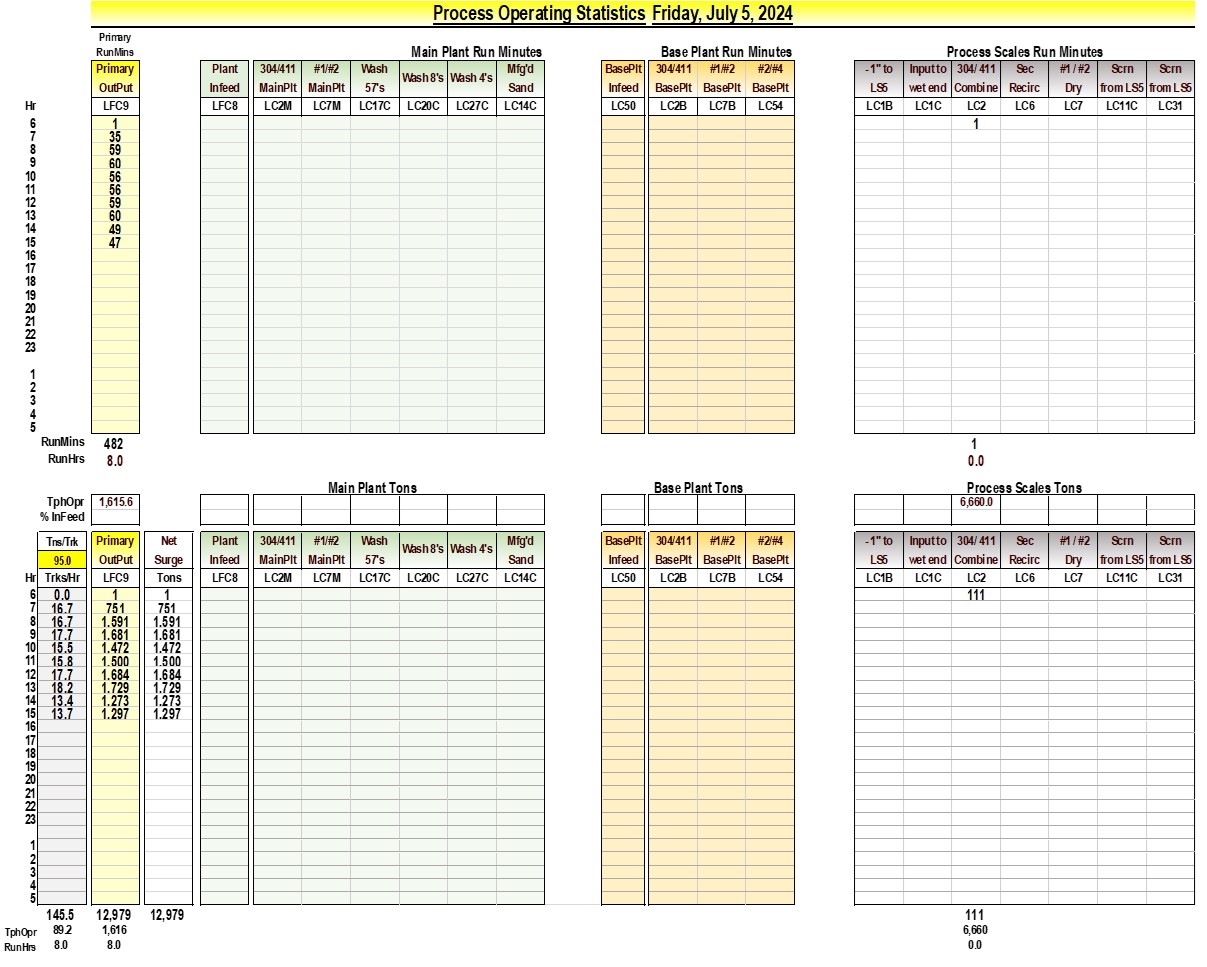 Process Operating Statistics Friday, July 5, 2024
Primary
RunMins Main Plant Run Minutes Base Plant Run Minutes Process Scales Run Minutes
Primary Plant 304/411 #1/#2 Wash Wash 8's Wash 4's Mfg'd BasePlt 304/411 #1/#2 #2/#4 -1" to Input to 304/ 411 Sec #1 / #2 Scrn Scrn
OutPut Infeed MainPlt MainPlt 57's Sand Infeed BasePlt BasePlt BasePlt LS5 wet end Combine Recirc Dry from LS5 from LS5
Hr LFC9 LFC8 LC2M LC7M LC17C LC20C LC27C LC14C LC50 LC2B LC7B LC54 LC1B LC1C LC2 LC6 LC7 LC11C LC31
6 1 1
7 35
8 59
9 60
10 56
11 56
12 59
13 60
14 49
15 47
16
17
18
19
20
21
22
23
1
2
3
4
5
RunMins 482 1
RunHrs 8.0 0.0
Main Plant Tons Base Plant Tons Process Scales Tons
TphOpr 1,615.6 6,660.0
% InFeed
Tns/Trk Primary Net Plant 304/411 #1/#2 Wash Wash 8's Wash 4's Mfg'd BasePlt 304/411 #1/#2 #2/#4 -1" to Input to 304/ 411 Sec #1 / #2 Scrn Scrn
95.0 OutPut Surge Infeed MainPlt MainPlt 57's Sand Infeed BasePlt BasePlt BasePlt LS5 wet end Combine Recirc Dry from LS5 from LS5
Hr Trks/Hr LFC9 Tons LFC8 LC2M LC7M LC17C LC20C LC27C LC14C LC50 LC2B LC7B LC54 LC1B LC1C LC2 LC6 LC7 LC11C LC31
6 0.0 1 1 111
7 16.7 751 751
8 16.7 1.591 1.591
9 17.7 1.681 1.681
10 15.5 1.472 1.472
11 15.8 1.500 1.500
12 17.7 1.684 1.684
13 18.2 1.729 1.729
14 13.4 1.273 1.273
15 13.7 1.297 1.297
16
17
18
19
20
21
22
23
1
2
3
4
5
145.5 12,979 12,979 111
TphOpr 89.2 1,616 6,660
RunHrs 8.0 8.0 0.0